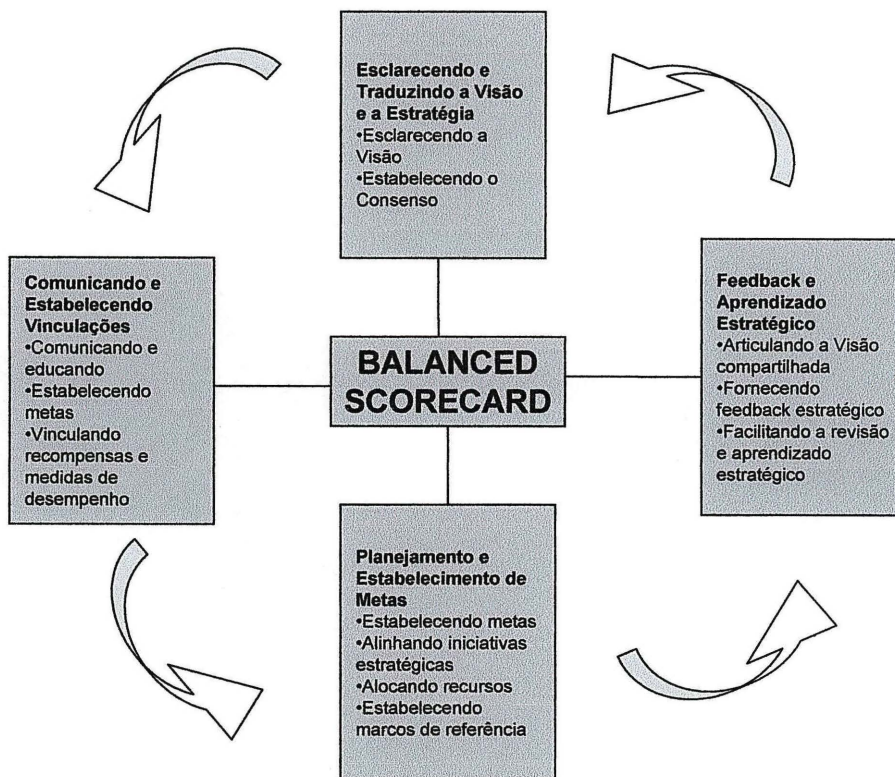 Esclarecendo e
Traduzindo a Visão
e a Estratégia
•Esclarecendo a
Visão
•Estabelecendo o
Consenso
Comunicando e
Estabelecendo
Vinculações
•Comunicando e
educando
•Estabelecendo
metas
•Vinculando
recompensas e
medidas de
desempenho
BALANCED
SCORECARD
Feedback e
Aprendizado
Estratégico
•Articulando a Visão
compartilhada
•Fornecendo
feedback estratégico
•Facilitando a revisão
e aprendizado
estratégico
Planejamento e
Estabelecimento de
Metas
•Estabelecendo metas
•Alinhando iniciativas
estratégicas
•Alocando recursos
•Estabelecendo
marcos de referência